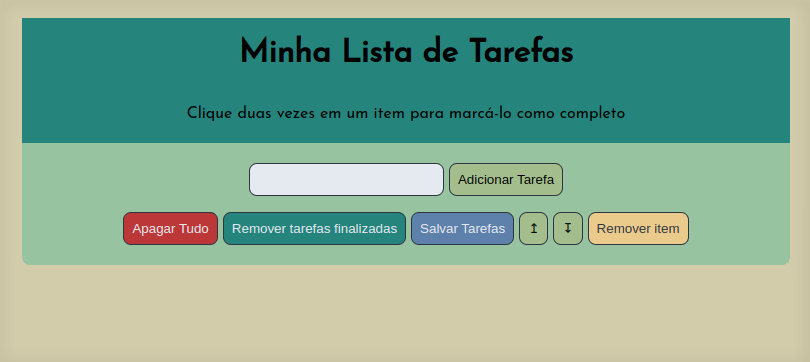 Minha Lista de Tarefas
Clique duas vezes em um item para marcá-lo como completo
Adicionar Tarefa
Apagar Tudo Remover tarefas finalizadas Salvar Tarefas ↥ ↧ Remover item